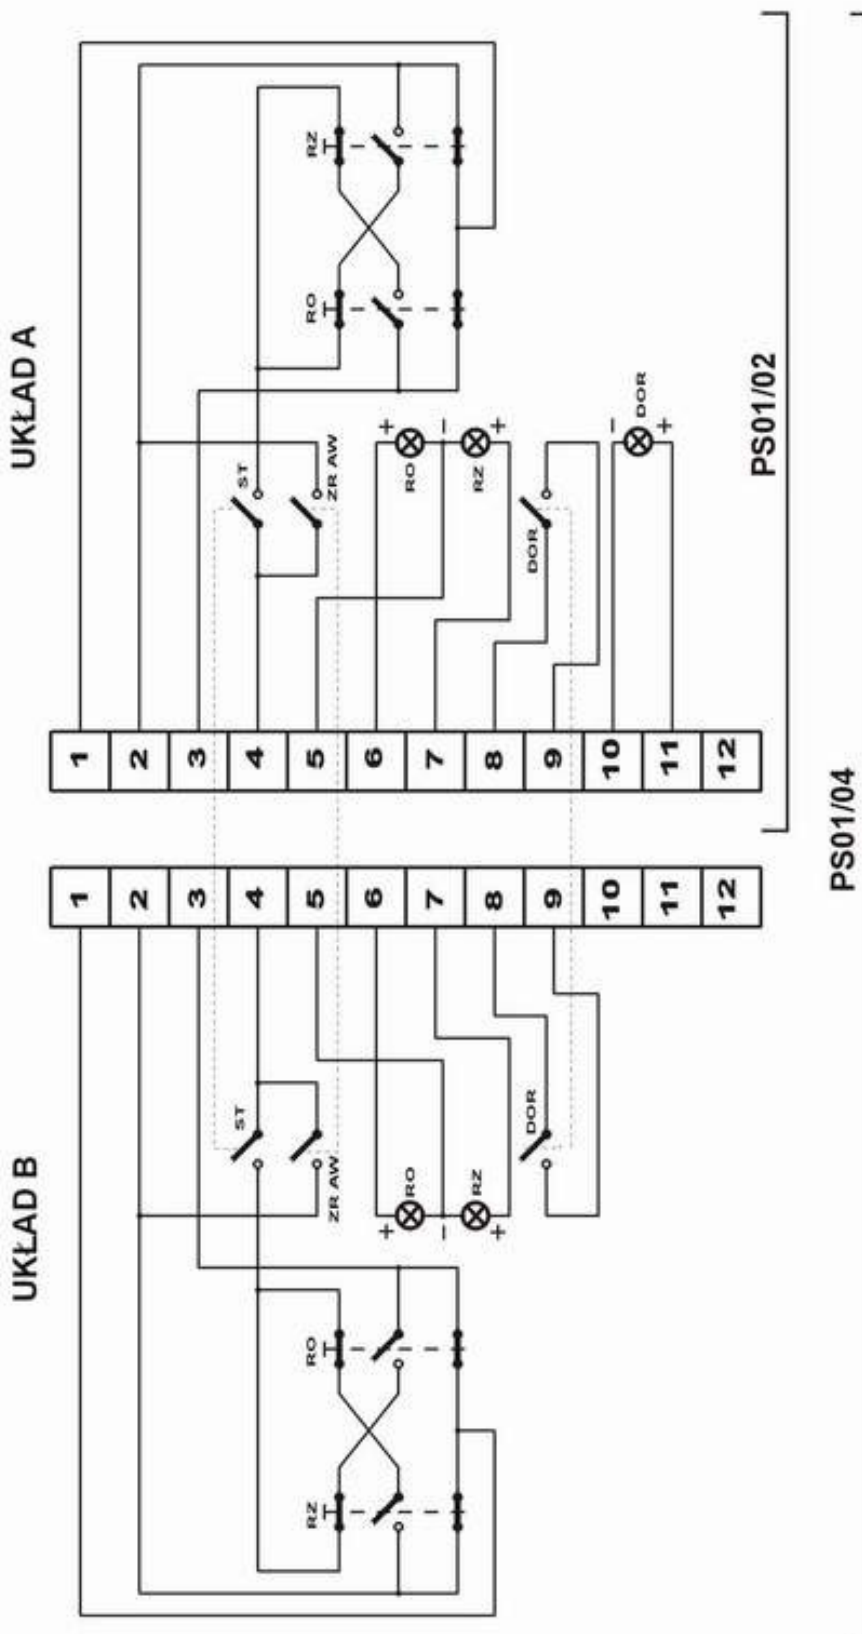 UKŁAD B
RZ
RO
ST
ZR AW
+
RO
−
RZ
+
DOR
1
2
3
4
5
6
7
8
9
10
11
12
UKŁAD A
1
2
3
4
5
6
7
8
9
10
11
12
ST
ZR AW
+
RO
−
RZ
+
DOR
−
DOR
+
RO
RZ
PS01/02
PS01/04